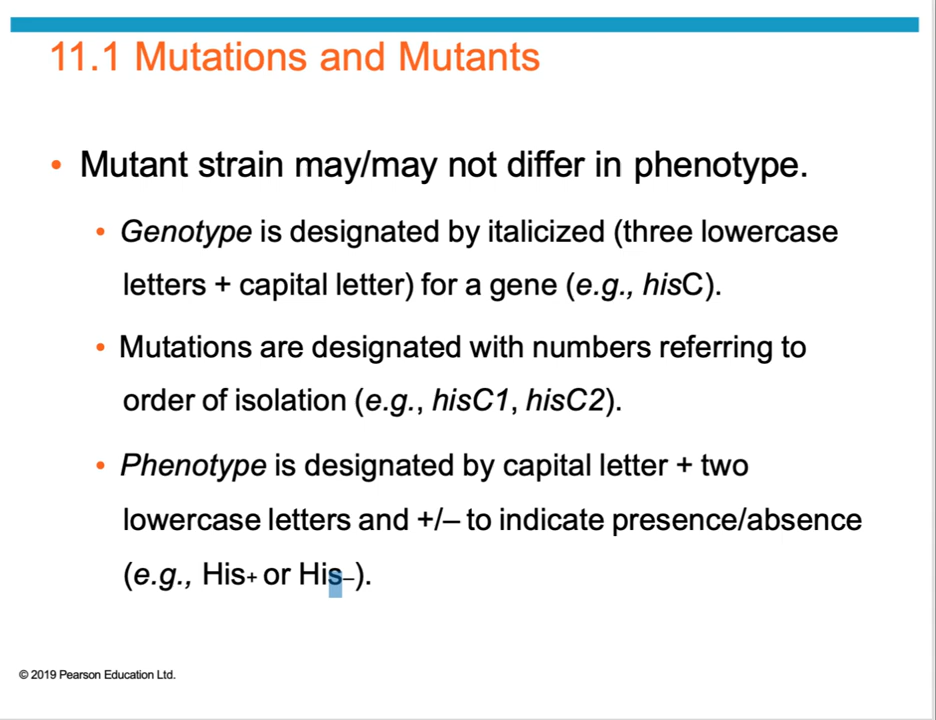 11.1 Mutations and Mutants
• Mutant strain may/may not differ in phenotype.
• Genotype is designated by italicized (three lowercase
letters + capital letter) for a gene (e.g., hisC).
• Mutations are designated with numbers referring to
order of isolation (e.g., hisC1, hisC2).
• Phenotype is designated by capital letter + two
lowercase letters and +/– to indicate presence/absence
(e.g., His+ or His–).
© 2019 Pearson Education Ltd.